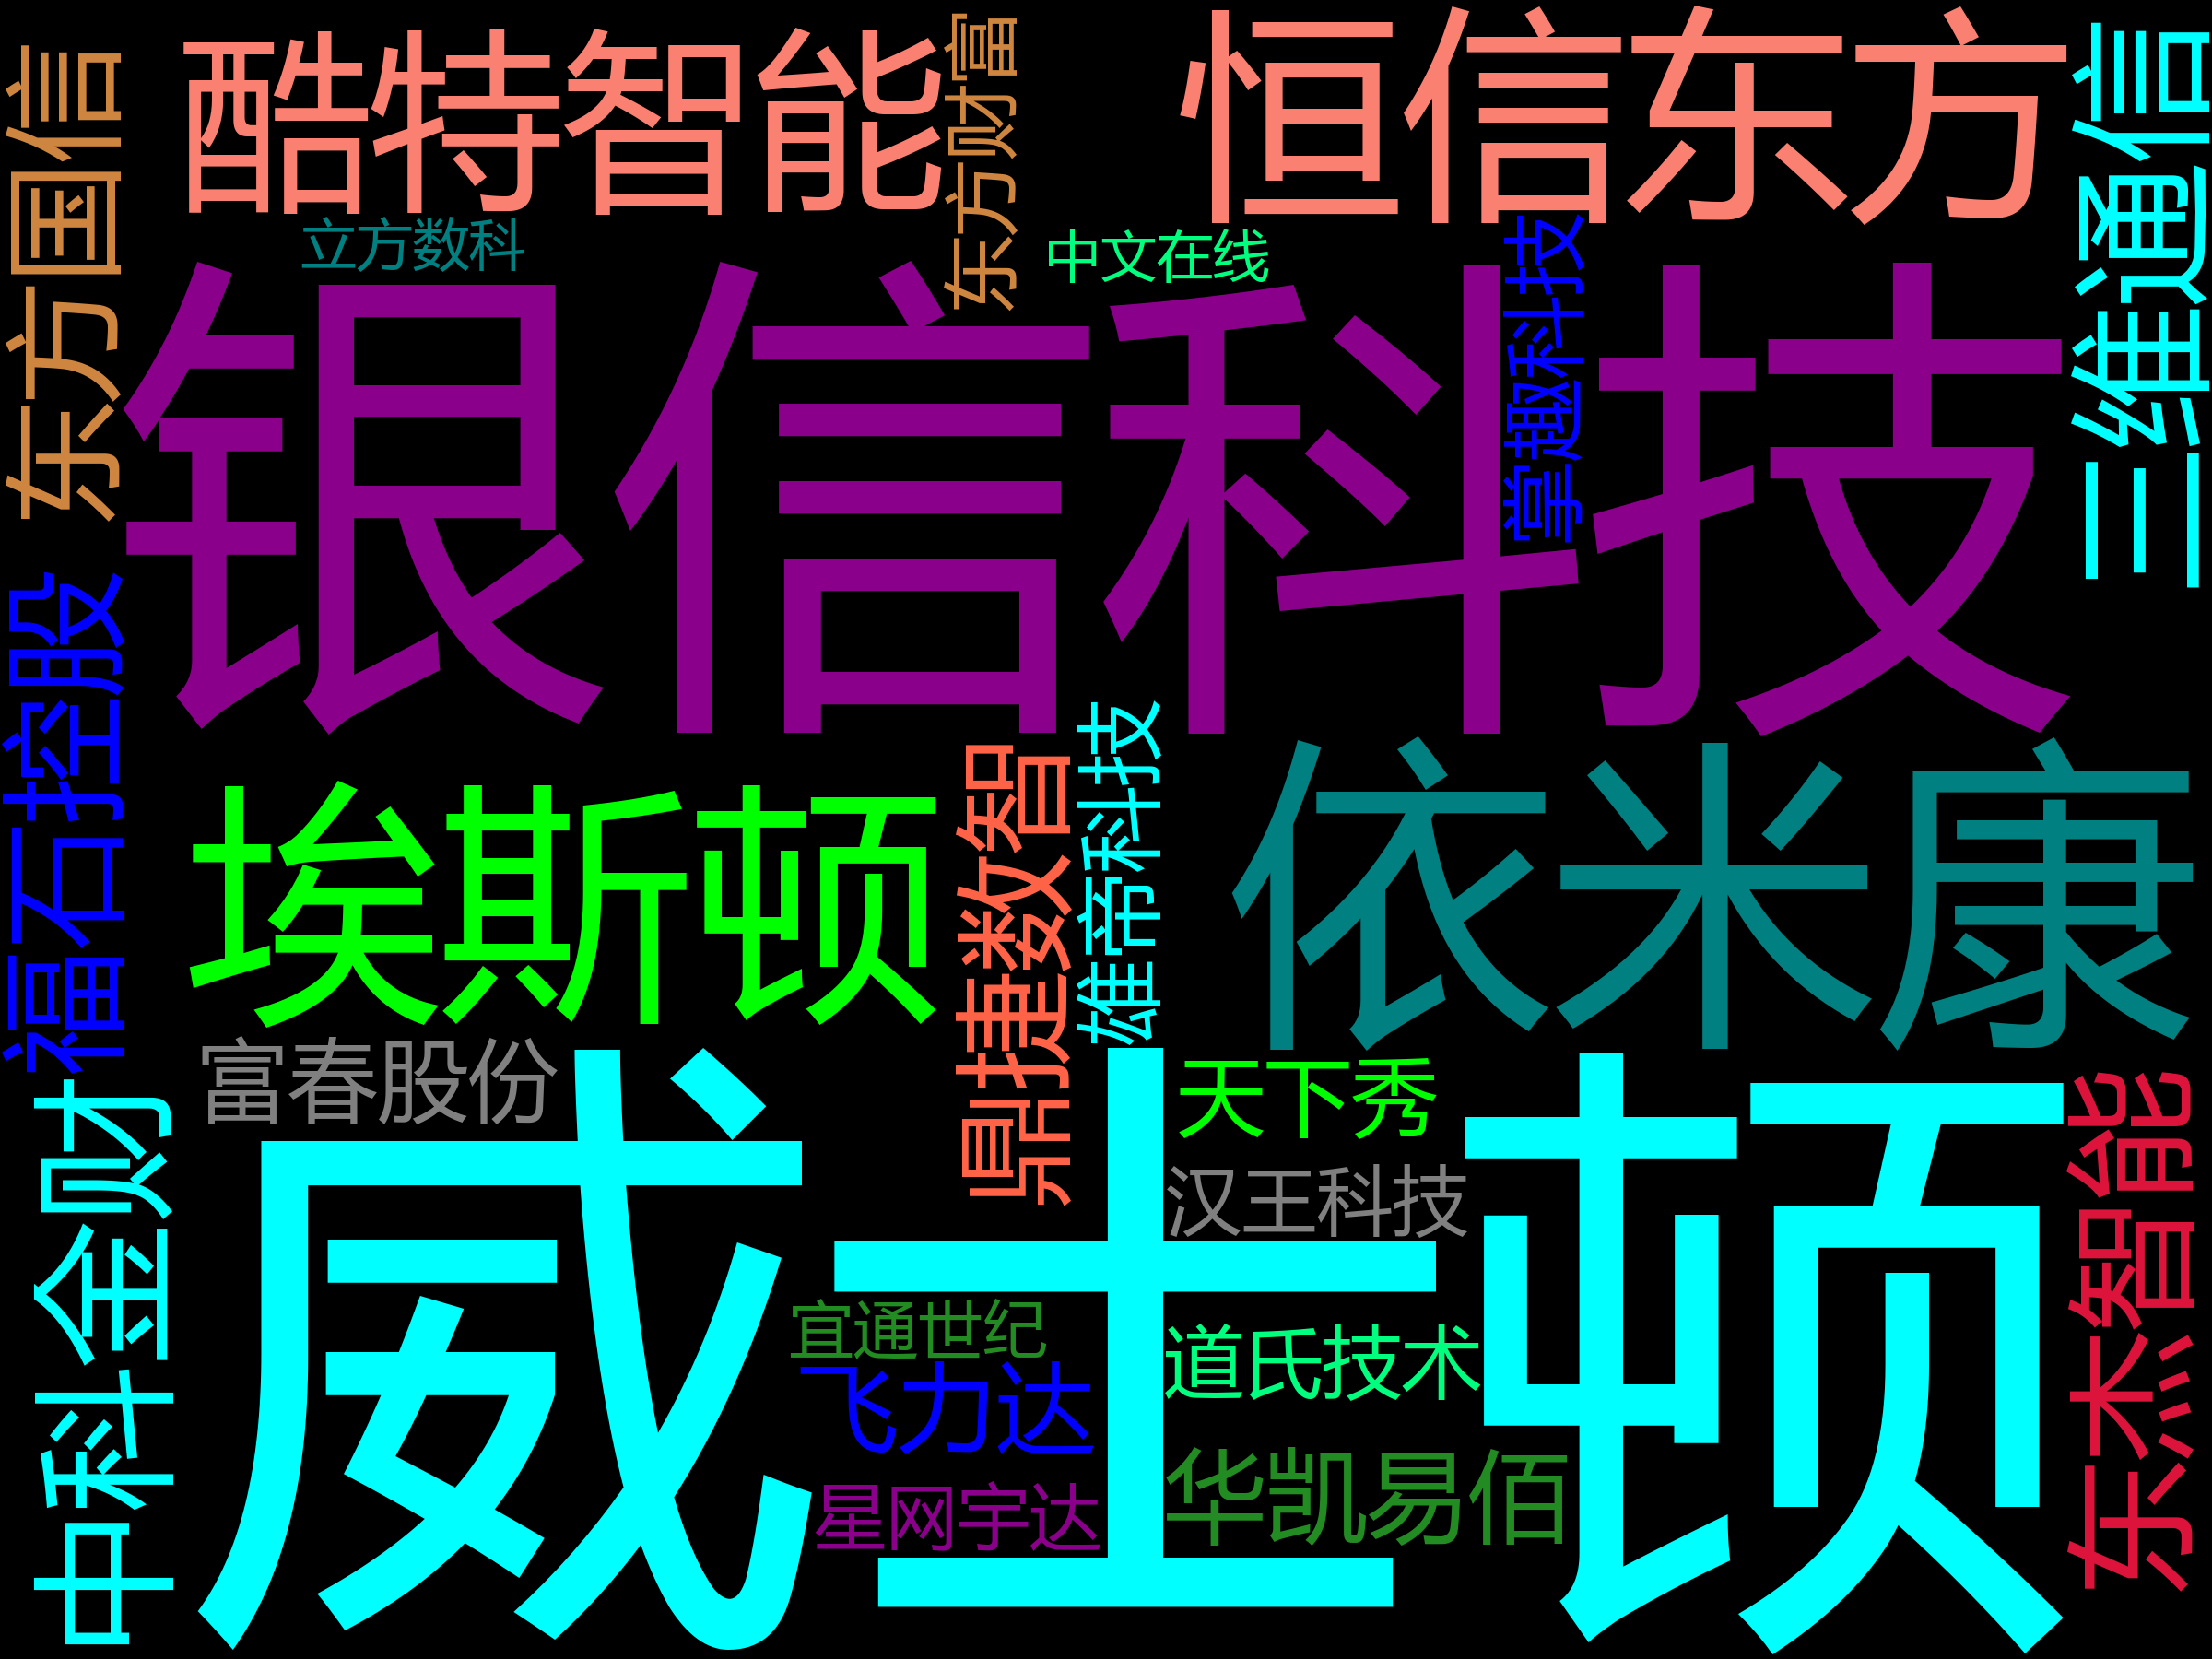 酷特智能
恒信东方
东方财富
东方国信
三维通信
立方数科
中文在线
掌趣科技
银信科技
福石控股
埃斯顿
鼎捷数智
维帝科技
依米康
富春股份
天下秀
中科金财
威士顿
汉王科技
东杰智能
宜通世纪
道氏技术
飞力达
华凯易佰
星网宇达